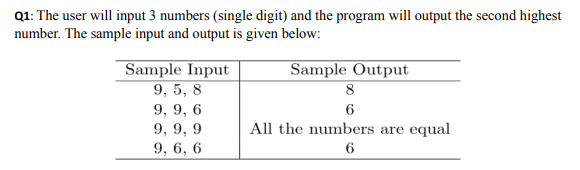 Q1: The user will input 3 numbers (single digit) and the program will output the second highest
number. The sample input and output is given below:
Sample Input Sample Output
9, 5, 8 8
9, 9, 6 6
9, 9, 9 All the numbers are equal
9, 6, 6 6